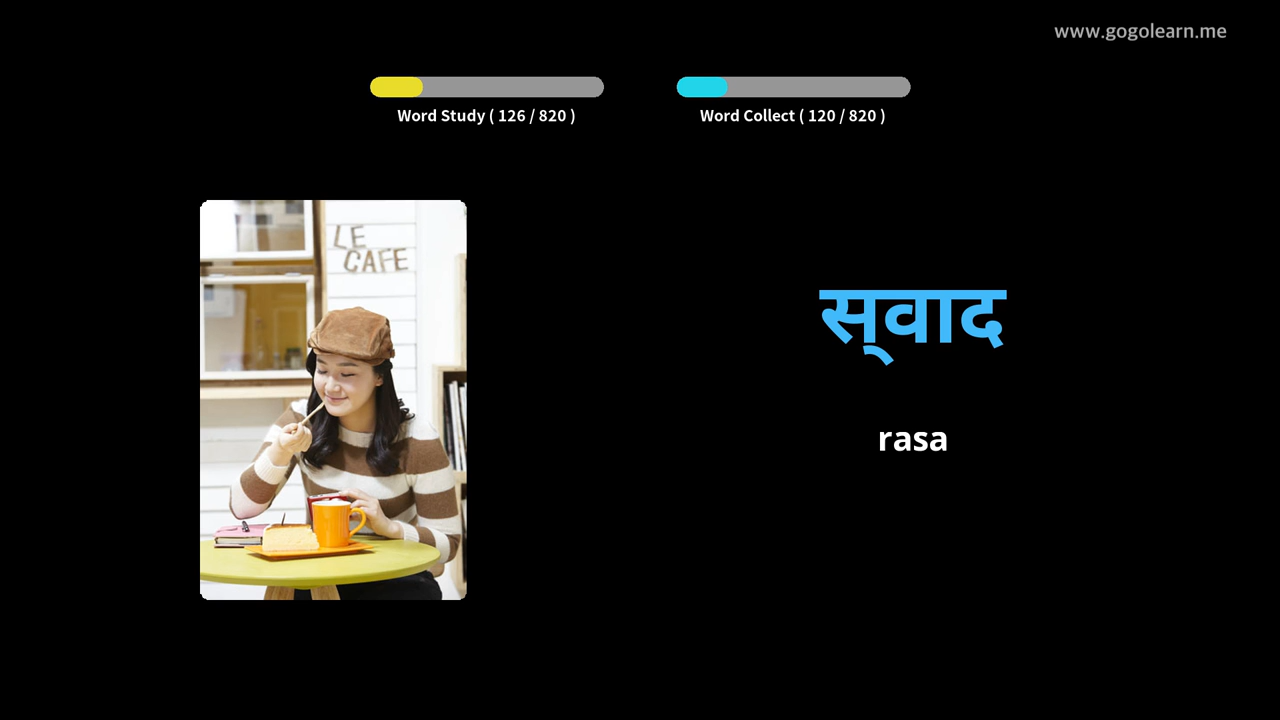 www.gogolearn.me
Word Study ( 126 / 820 )
Word Collect ( 120 / 820 )
LE
CAFE
स्‌वाद
rasa